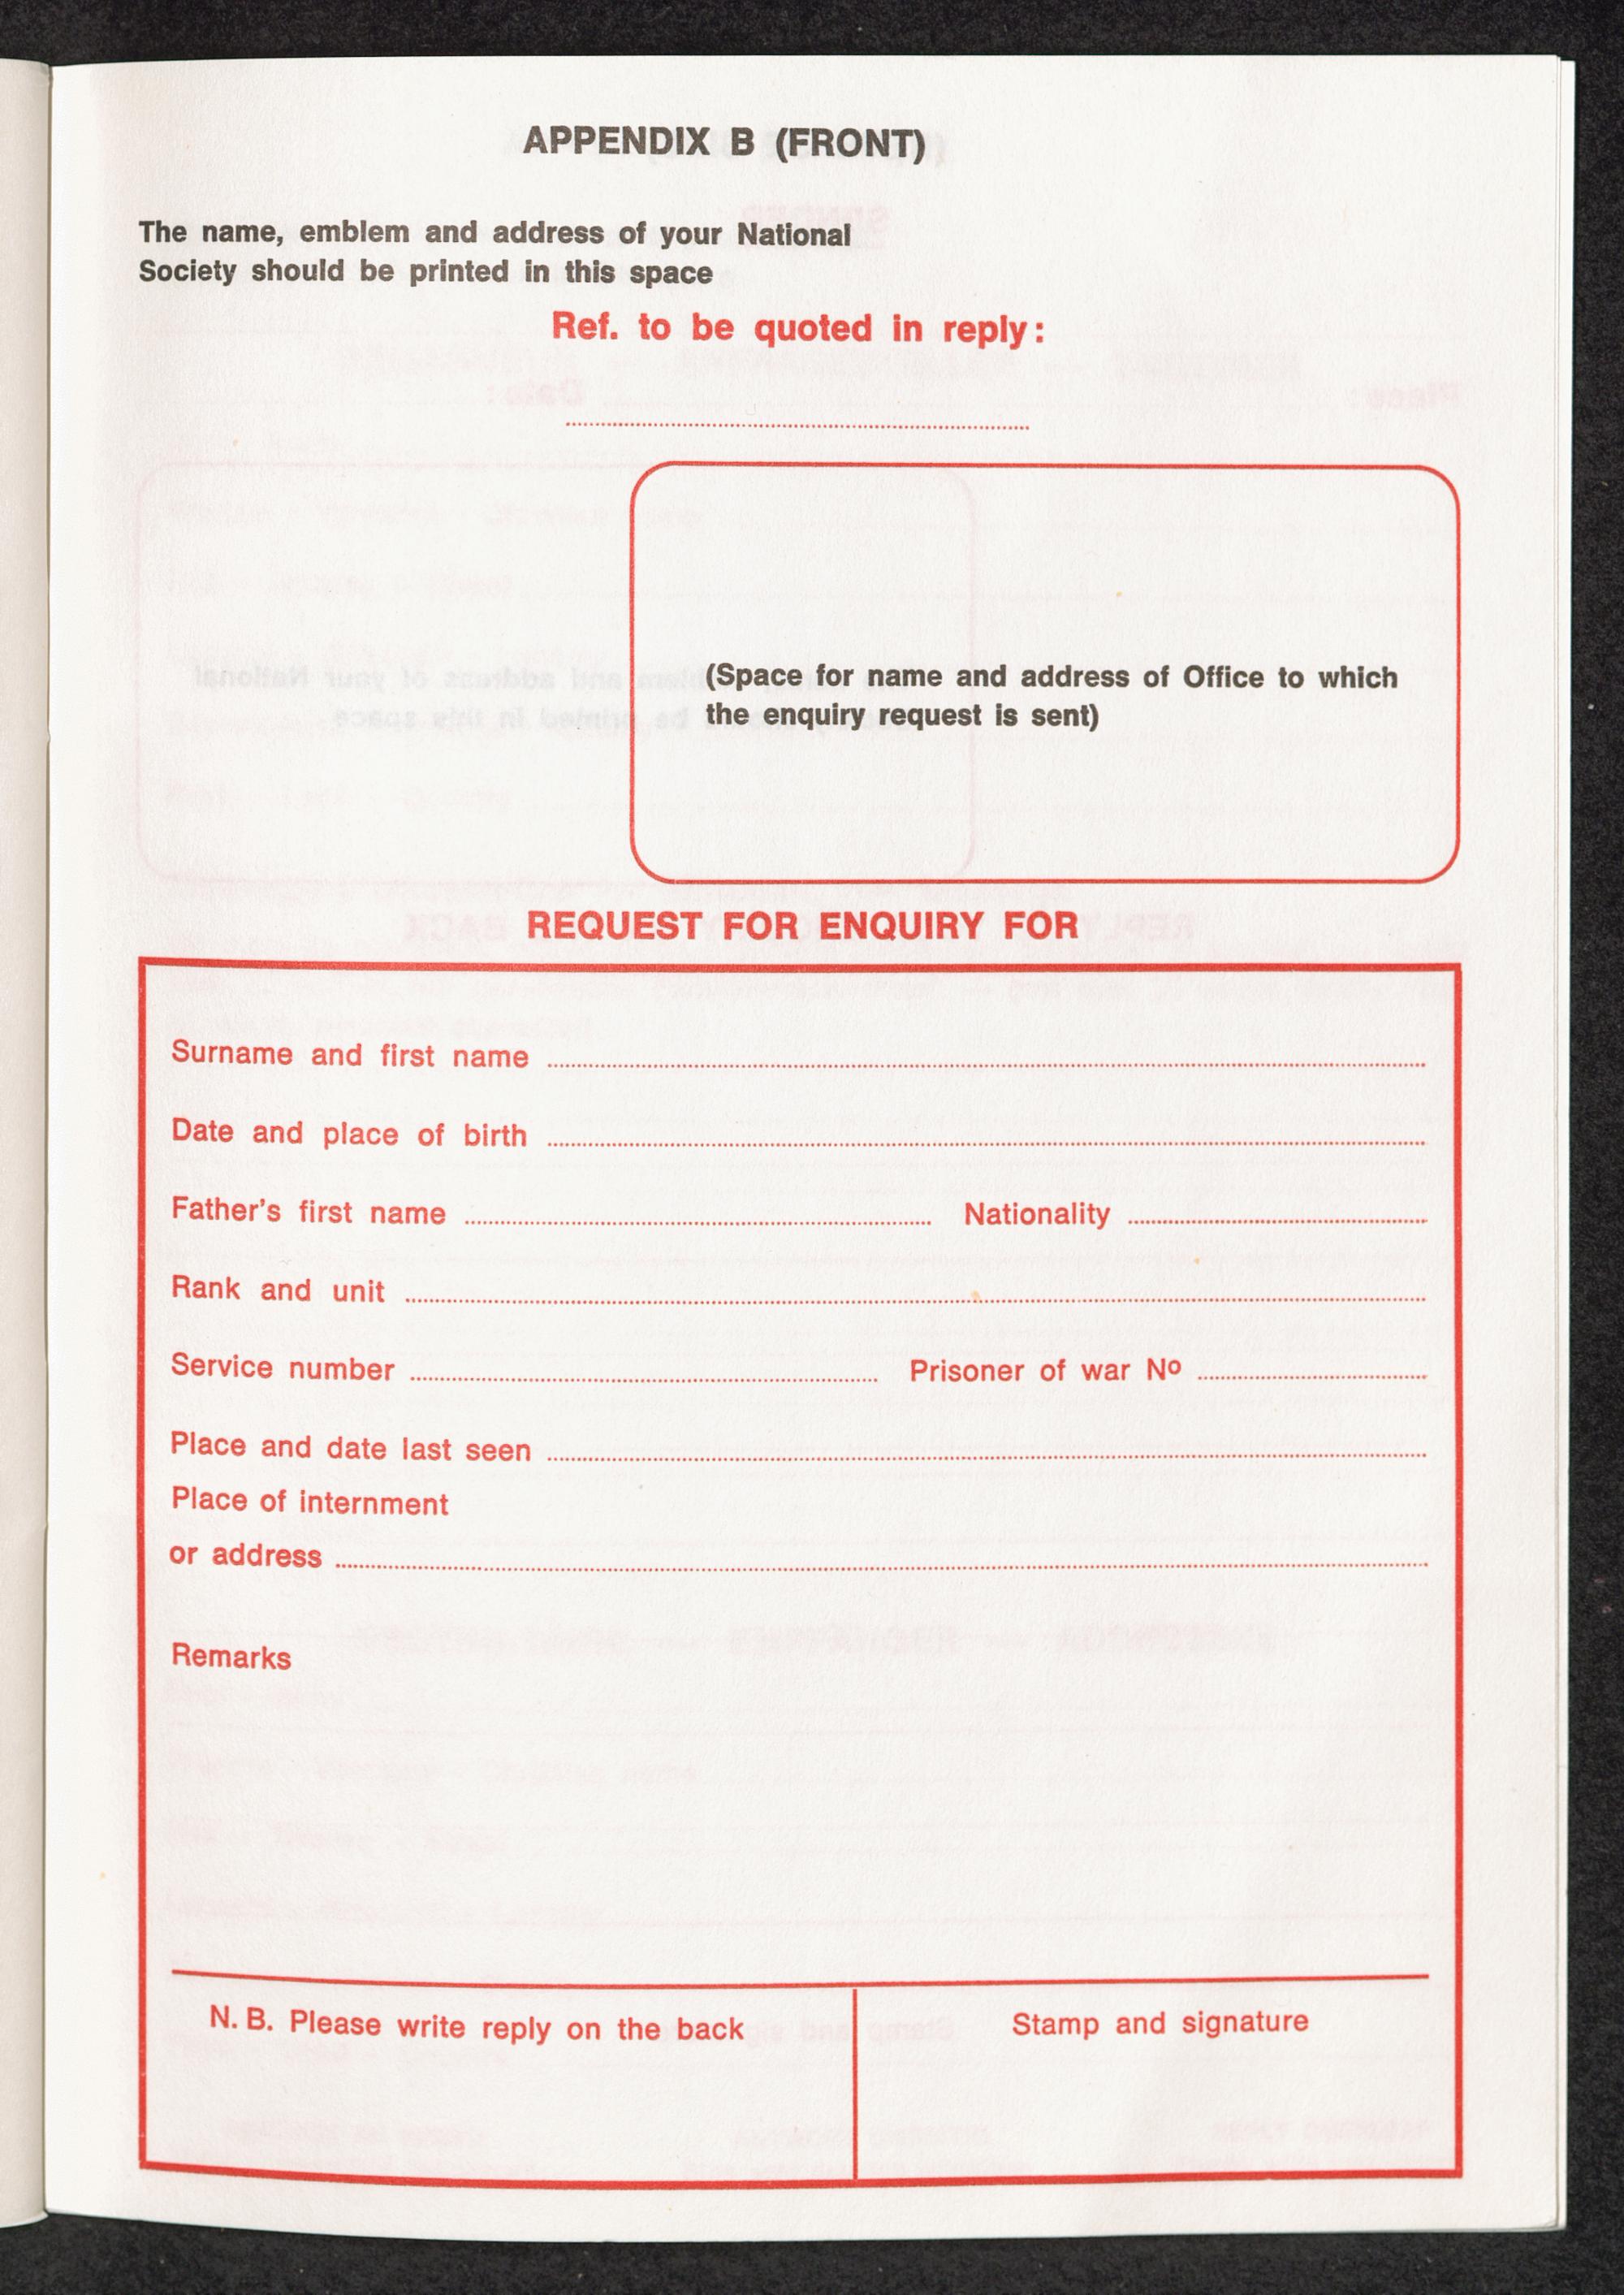 APPENDIX B (FRONT)
The name, emblem and address of your National
Society should be printed in this space
Ref. to be quoted in reply:
(Space for name and address of Office to which
the enquiry request is sent)
REQUEST FOR ENQUIRY FOR
Surname and first name
Date and place of birth
Father's first name Nationality
Rank and unit
Service number Prisoner of war Nº
Place and date last seen
Place of internment
or address
Remarks
N. B. Please write reply on the back Stamp and signature